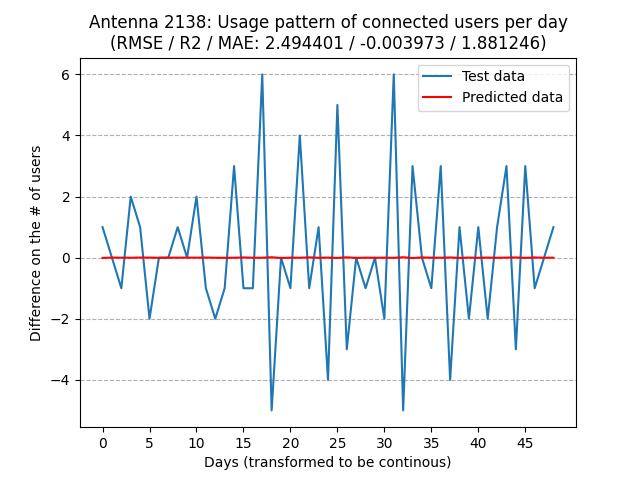 Antenna 2138: Usage pattern of connected users per day
(RMSE / R2 / MAE: 2.494401 / -0.003973 / 1.881246)
Test data
Predicted data
Difference on the # of users
6
4
2
0
−2
−4
0 5 10 15 20 25 30 35 40 45
Days (transformed to be continous)